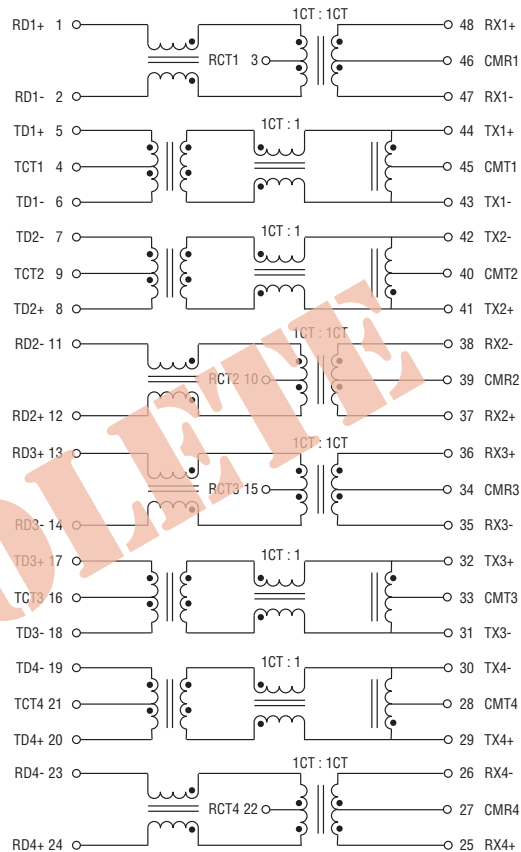 1CT : 1CT
RD1+ 1 48 RX1+
RCT1 3 46 CMR1
RD1- 2 47 RX1-
TD1+ 5 1CT : 1 44 TX1+
TCT1 4 45 CMT1
TD1- 6 43 TX1-
TD2- 7 1CT : 1 42 TX2-
TCT2 9 40 CMT2
TD2+ 8 41 TX2+
1CT : 1CT
RD2- 11 38 RX2-
RCT2 10 39 CMR2
RD2+ 12 37 RX2+
1CT : 1CT
RD3+ 13 36 RX3+
RCT3 15 34 CMR3
RD3- 14 35 RX3-
TD3+ 17 1CT : 1 32 TX3+
TCT3 16 33 CMT3
TD3- 18 31 TX3-
TD4- 19 1CT : 1 30 TX4-
TCT4 21 28 CMT4
TD4+ 20 29 TX4+
1CT : 1CT
RD4- 23 26 RX4-
RCT4 22 27 CMR4
RD4+ 24 25 RX4+
OLETE